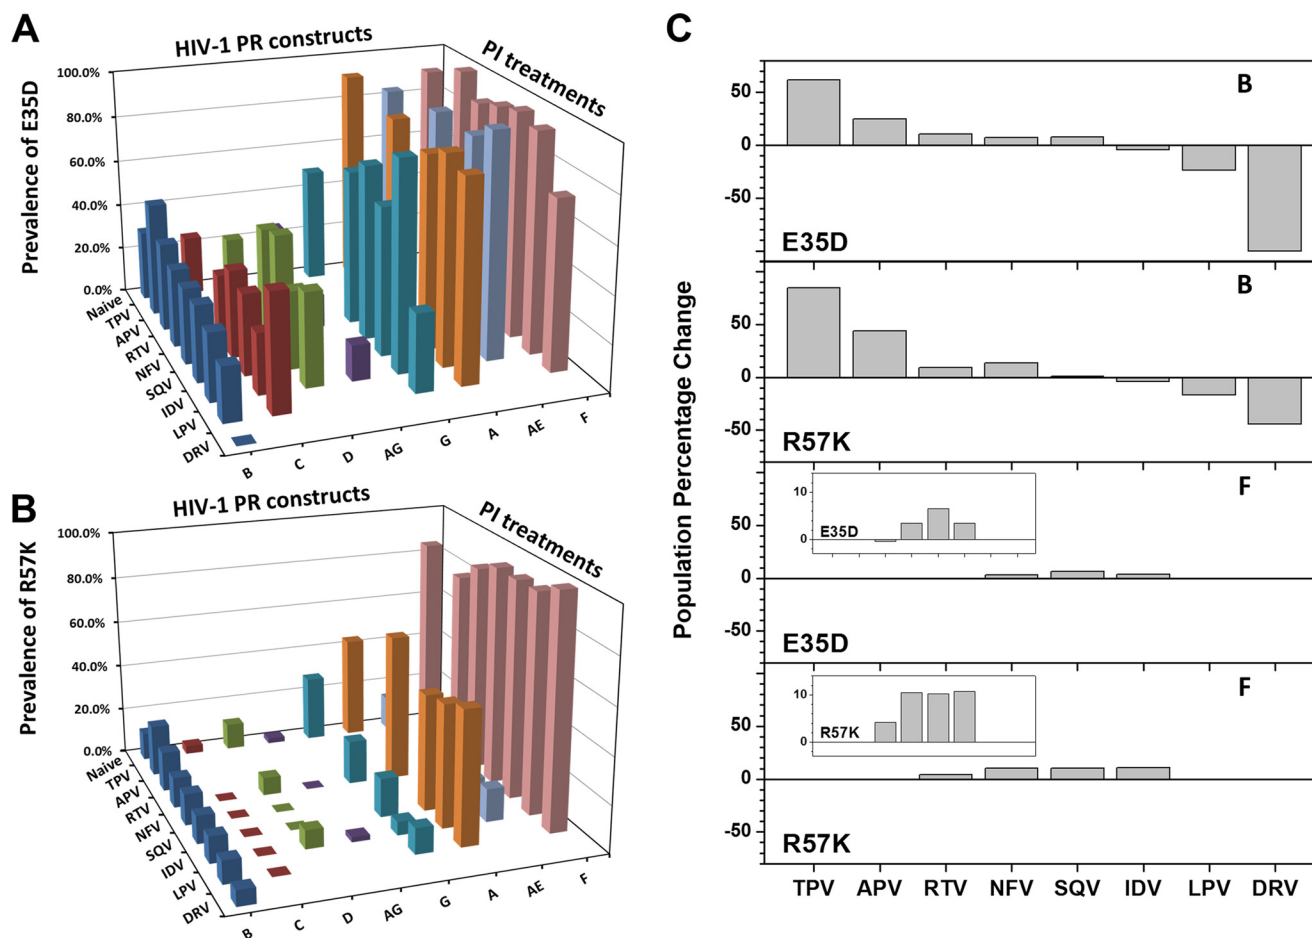 A
HIV-1 PR constructs
PI treatments
Prevalence of E35D
100.0%
80.0%
60.0%
40.0%
20.0%
0.0%
Naive
TPV
APV
RTV
NFV
SQV
IDV
LPV
DRV
B
C
D
AG
G
A
AE
F
B
HIV-1 PR constructs
PI treatments
Prevalence of R57K
100.0%
80.0%
60.0%
40.0%
20.0%
0.0%
Naive
TPV
APV
RTV
NFV
SQV
IDV
LPV
DRV
B
C
D
AG
G
A
AE
F
C
Population Percentage Change
50
0
-50
B
E35D
50
0
-50
B
R57K
50
0
-50
F
10
0
E35D
E35D
50
0
-50
F
10
0
R57K
R57K
TPV APV RTV NFV SQV IDV LPV DRV